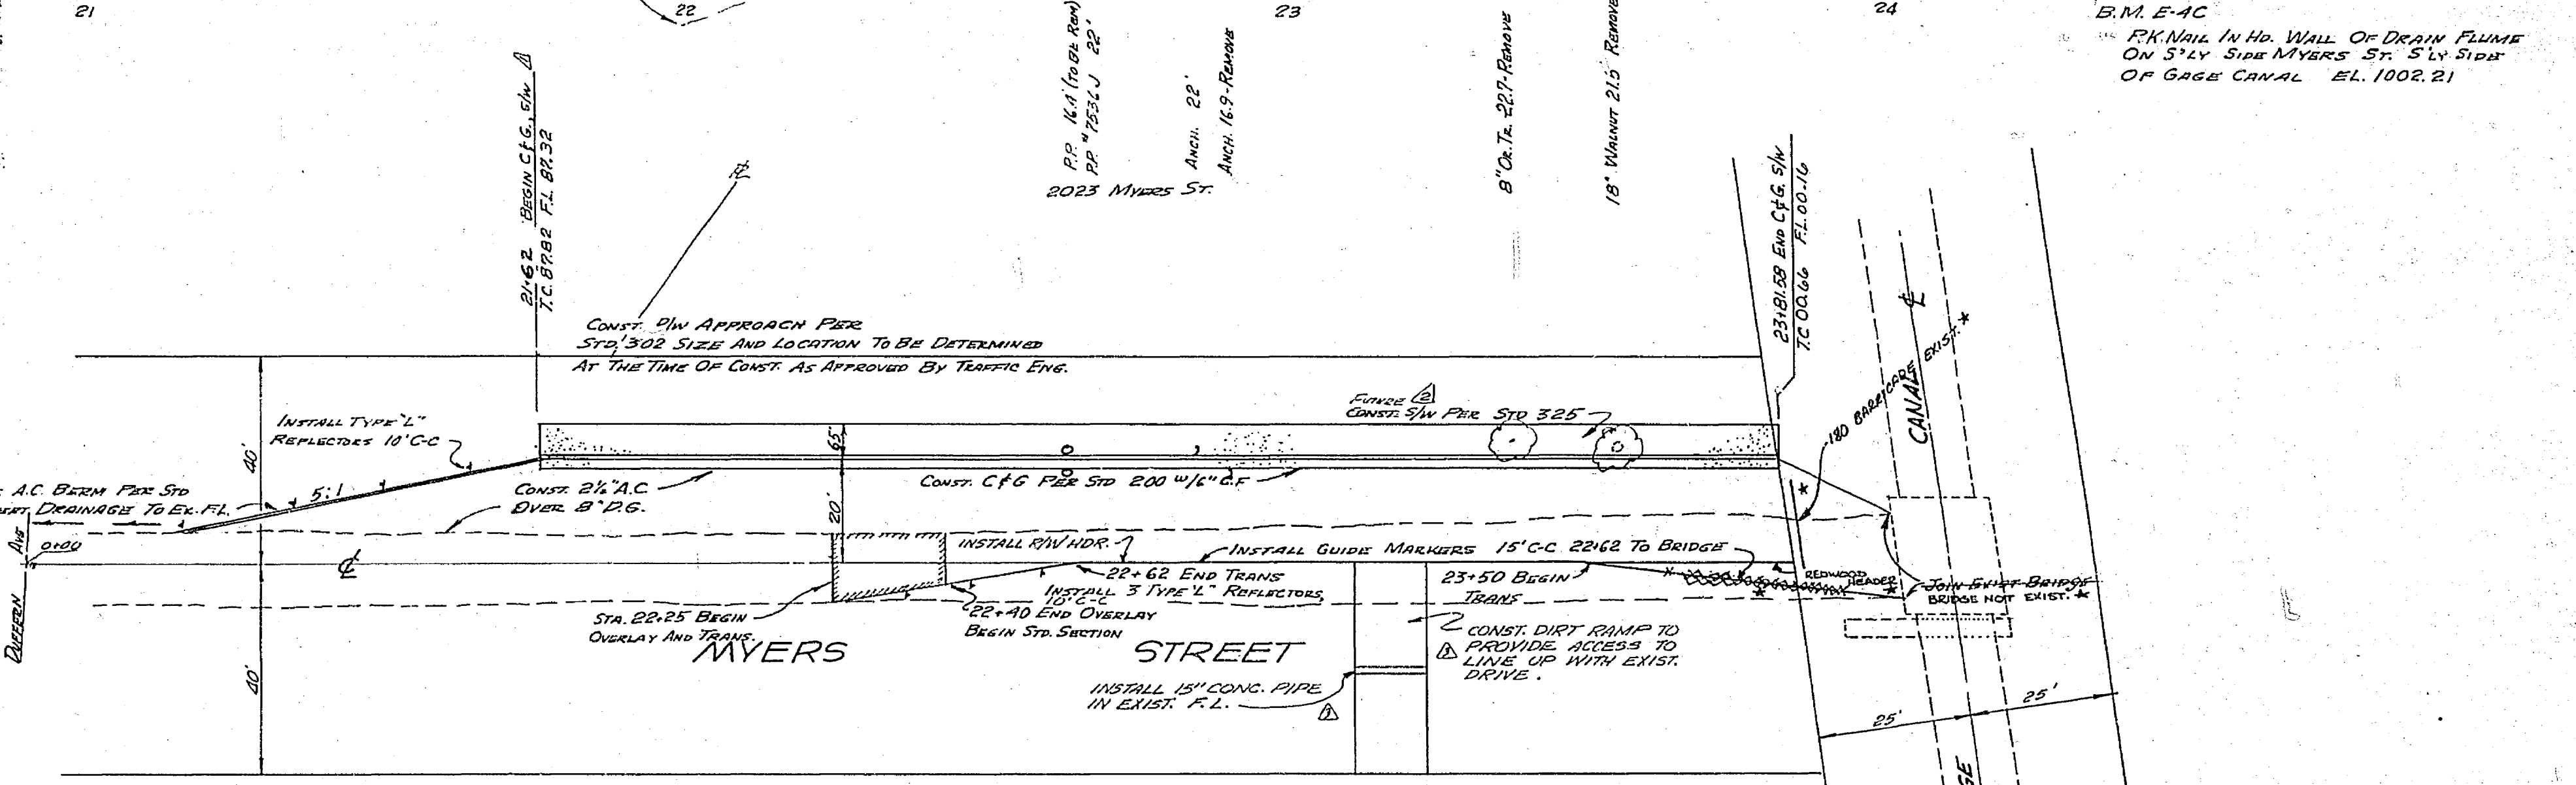 21
22
23
24
B.M. E-4C
P.K. NAIL IN HD. WALL OF DRAIN FLUME
ON S'LY SIDE MYERS ST. S'LY SIDE
OF GAGE CANAL EL. 1002.21
21+62 BEGIN C&G., S/W 1
T.C. 87.82 F.L. 87.32
P.P. 16.1' (TO BE REM)
P.P. #7536J 22'
ANCH. 22'
ANCH. 16.9-REMOVE
2023 MYERS ST.
8" OR. TR. 22.7-REMOVE
18" WALNUT 21.5 REMOVE
23+81.58 END C&G. S/W
T.C. 00.66 F.L. 00.16
CONST. D/W APPROACH PER
STD. 302 SIZE AND LOCATION TO BE DETERMINED
AT THE TIME OF CONST. AS APPROVED BY TRAFFIC ENG.
INSTALL TYPE "L"
REFLECTORS 10' C-C
40'
FUTURE 2
CONST. S/W PER STD 325
180 BARRICADE EXIST. *
CANAL
A.C. BERM PER STD
DRAINAGE TO EX. F.L.
5:1
CONST. 2½" A.C.
OVER 8" D.G.
20'
CONST. C&G PER STD 200 W/6" C.F.
DUFFERIN AVE
0+00
INSTALL R/W HDR.
INSTALL GUIDE MARKERS 15' C-C 22+62 TO BRIDGE
22+62 END TRANS
INSTALL 3 TYPE "L" REFLECTORS,
10' C-C
23+50 BEGIN
TRANS
REDWOOD
HEADER
JOIN EXIST BRIDGE
BRIDGE NOT EXIST. *
STA. 22+25 BEGIN
OVERLAY AND TRANS.
22+40 END OVERLAY
BEGIN STD. SECTION
MYERS STREET
CONST. DIRT RAMP TO
3 PROVIDE ACCESS TO
LINE UP WITH EXIST.
DRIVE.
INSTALL 15" CONC. PIPE
IN EXIST. F.L.
3
40'
25'
25'